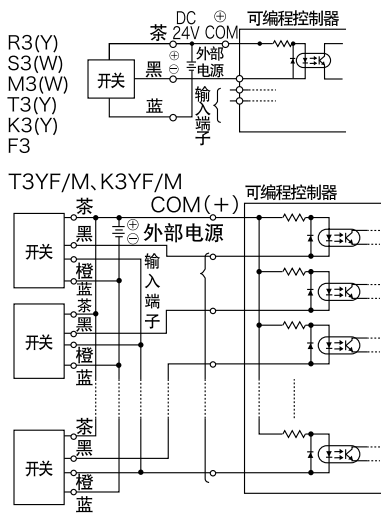 DC
24V COM
可编程控制器
茶
R3(Y)
S3(W)
M3(W)
T3(Y)
K3(Y)
F3
开关
黑
外部
电源
蓝
输入端子
T3YF/M、K3YF/M
茶
COM(+)
可编程控制器
黑
外部电源
开关
橙
蓝
输入端子
茶
黑
开关
橙
蓝
茶
黑
开关
橙
蓝